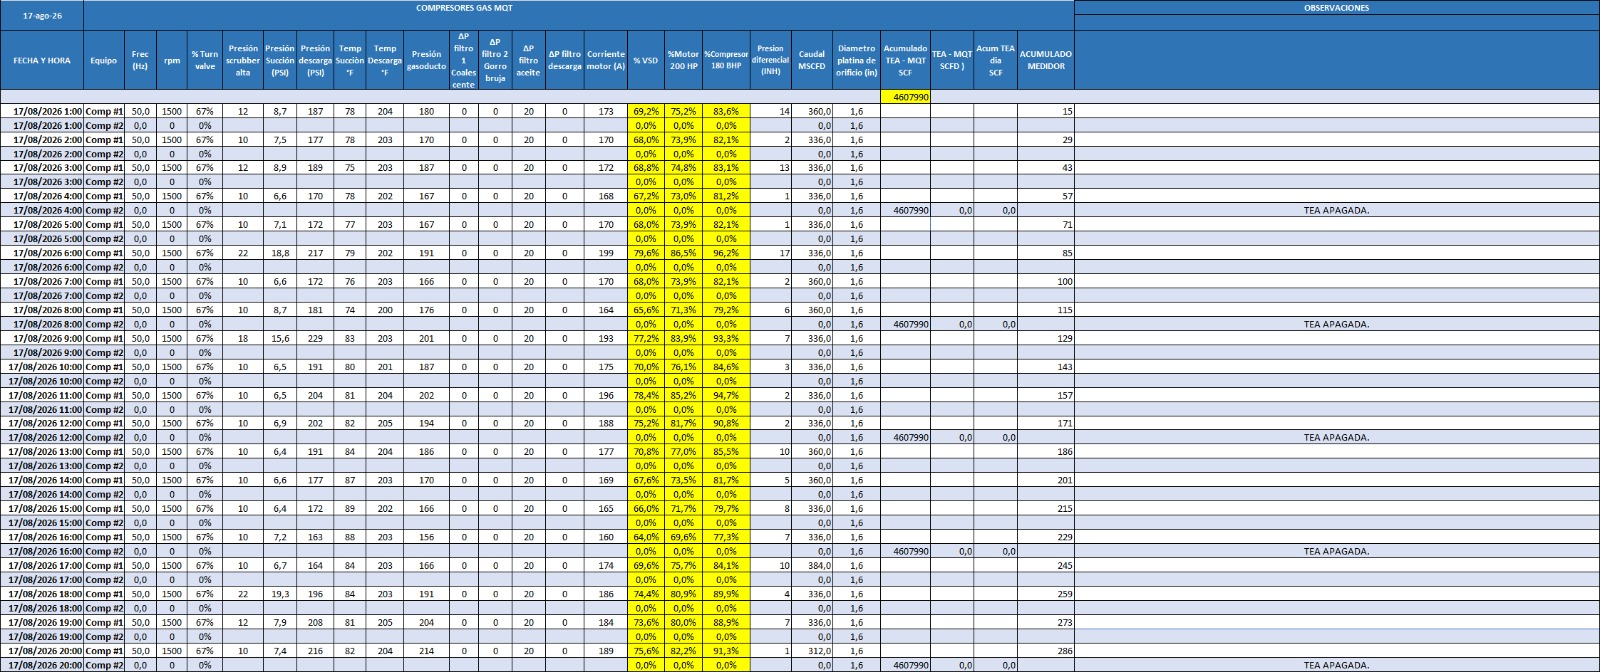 17-ago-26 COMPRESORES GAS MQT OBSERVACIONES
FECHA Y HORA Equipo Frec (Hz) rpm % Turn valve Presión scrubber alta Presión Succión (PSI) Presión descarga (PSI) Temp Succión °F Temp Descarga °F Presión gasoducto ΔP filtro 1 Coales cente ΔP filtro 2 Gorro bruja ΔP filtro aceite ΔP filtro descarga Corriente motor (A) % VSD %Motor 200 HP %Compresor 180 BHP Presion diferencial (INH) Caudal MSCFD Diametro platina de orificio (in) Acumulado TEA - MQT SCF TEA - MQT SCFD ) Acum TEA dia SCF ACUMULADO MEDIDOR
4607990
17/08/2026 1:00 Comp #1 50,0 1500 67% 12 8,7 187 78 204 180 0 0 20 0 173 69,2% 75,2% 83,6% 14 360,0 1,6 15
17/08/2026 1:00 Comp #2 0,0 0 0% 0,0% 0,0% 0,0% 0,0 1,6
17/08/2026 2:00 Comp #1 50,0 1500 67% 10 7,5 177 78 203 170 0 0 20 0 170 68,0% 73,9% 82,1% 2 336,0 1,6 29
17/08/2026 2:00 Comp #2 0,0 0 0% 0,0% 0,0% 0,0% 0,0 1,6
17/08/2026 3:00 Comp #1 50,0 1500 67% 12 8,9 189 75 203 187 0 0 20 0 172 68,8% 74,8% 83,1% 13 336,0 1,6 43
17/08/2026 3:00 Comp #2 0,0 0 0% 0,0% 0,0% 0,0% 0,0 1,6
17/08/2026 4:00 Comp #1 50,0 1500 67% 10 6,6 170 78 202 167 0 0 20 0 168 67,2% 73,0% 81,2% 1 336,0 1,6 57
17/08/2026 4:00 Comp #2 0,0 0 0% 0,0% 0,0% 0,0% 0,0 1,6 4607990 0,0 0,0 TEA APAGADA.
17/08/2026 5:00 Comp #1 50,0 1500 67% 10 7,1 172 77 203 167 0 0 20 0 170 68,0% 73,9% 82,1% 1 336,0 1,6 71
17/08/2026 5:00 Comp #2 0,0 0 0% 0,0% 0,0% 0,0% 0,0 1,6
17/08/2026 6:00 Comp #1 50,0 1500 67% 22 18,8 217 79 202 191 0 0 20 0 199 79,6% 86,5% 96,2% 17 336,0 1,6 85
17/08/2026 6:00 Comp #2 0,0 0 0% 0,0% 0,0% 0,0% 0,0 1,6
17/08/2026 7:00 Comp #1 50,0 1500 67% 10 6,6 172 76 203 166 0 0 20 0 170 68,0% 73,9% 82,1% 2 360,0 1,6 100
17/08/2026 7:00 Comp #2 0,0 0 0% 0,0% 0,0% 0,0% 0,0 1,6
17/08/2026 8:00 Comp #1 50,0 1500 67% 10 8,7 181 74 200 176 0 0 20 0 164 65,6% 71,3% 79,2% 6 360,0 1,6 115
17/08/2026 8:00 Comp #2 0,0 0 0% 0,0% 0,0% 0,0% 0,0 1,6 4607990 0,0 0,0 TEA APAGADA.
17/08/2026 9:00 Comp #1 50,0 1500 67% 18 15,6 229 83 203 201 0 0 20 0 193 77,2% 83,9% 93,3% 7 336,0 1,6 129
17/08/2026 9:00 Comp #2 0,0 0 0% 0,0% 0,0% 0,0% 0,0 1,6
17/08/2026 10:00 Comp #1 50,0 1500 67% 10 6,5 191 80 201 187 0 0 20 0 175 70,0% 76,1% 84,6% 3 336,0 1,6 143
17/08/2026 10:00 Comp #2 0,0 0 0% 0,0% 0,0% 0,0% 0,0 1,6
17/08/2026 11:00 Comp #1 50,0 1500 67% 10 6,5 204 81 204 202 0 0 20 0 196 78,4% 85,2% 94,7% 2 336,0 1,6 157
17/08/2026 11:00 Comp #2 0,0 0 0% 0,0% 0,0% 0,0% 0,0 1,6
17/08/2026 12:00 Comp #1 50,0 1500 67% 10 6,9 202 82 205 194 0 0 20 0 188 75,2% 81,7% 90,8% 2 336,0 1,6 171
17/08/2026 12:00 Comp #2 0,0 0 0% 0,0% 0,0% 0,0% 0,0 1,6 4607990 0,0 0,0 TEA APAGADA.
17/08/2026 13:00 Comp #1 50,0 1500 67% 10 6,4 191 84 204 186 0 0 20 0 177 70,8% 77,0% 85,5% 10 360,0 1,6 186
17/08/2026 13:00 Comp #2 0,0 0 0% 0,0% 0,0% 0,0% 0,0 1,6
17/08/2026 14:00 Comp #1 50,0 1500 67% 10 6,6 177 87 203 170 0 0 20 0 169 67,6% 73,5% 81,7% 5 360,0 1,6 201
17/08/2026 14:00 Comp #2 0,0 0 0% 0,0% 0,0% 0,0% 0,0 1,6
17/08/2026 15:00 Comp #1 50,0 1500 67% 10 6,4 172 89 202 166 0 0 20 0 165 66,0% 71,7% 79,7% 8 336,0 1,6 215
17/08/2026 15:00 Comp #2 0,0 0 0% 0,0% 0,0% 0,0% 0,0 1,6
17/08/2026 16:00 Comp #1 50,0 1500 67% 10 7,2 163 88 203 156 0 0 20 0 160 64,0% 69,6% 77,3% 7 336,0 1,6 229
17/08/2026 16:00 Comp #2 0,0 0 0% 0,0% 0,0% 0,0% 0,0 1,6 4607990 0,0 0,0 TEA APAGADA.
17/08/2026 17:00 Comp #1 50,0 1500 67% 10 6,7 164 84 203 166 0 0 20 0 174 69,6% 75,7% 84,1% 10 384,0 1,6 245
17/08/2026 17:00 Comp #2 0,0 0 0% 0,0% 0,0% 0,0% 0,0 1,6
17/08/2026 18:00 Comp #1 50,0 1500 67% 22 19,3 196 84 203 191 0 0 20 0 186 74,4% 80,9% 89,9% 4 336,0 1,6 259
17/08/2026 18:00 Comp #2 0,0 0 0% 0,0% 0,0% 0,0% 0,0 1,6
17/08/2026 19:00 Comp #1 50,0 1500 67% 12 7,9 208 81 205 204 0 0 20 0 184 73,6% 80,0% 88,9% 7 336,0 1,6 273
17/08/2026 19:00 Comp #2 0,0 0 0% 0,0% 0,0% 0,0% 0,0 1,6
17/08/2026 20:00 Comp #1 50,0 1500 67% 10 7,4 216 82 204 214 0 0 20 0 189 75,6% 82,2% 91,3% 1 312,0 1,6 286
17/08/2026 20:00 Comp #2 0,0 0 0% 0,0% 0,0% 0,0% 0,0 1,6 4607990 0,0 0,0 TEA APAGADA.